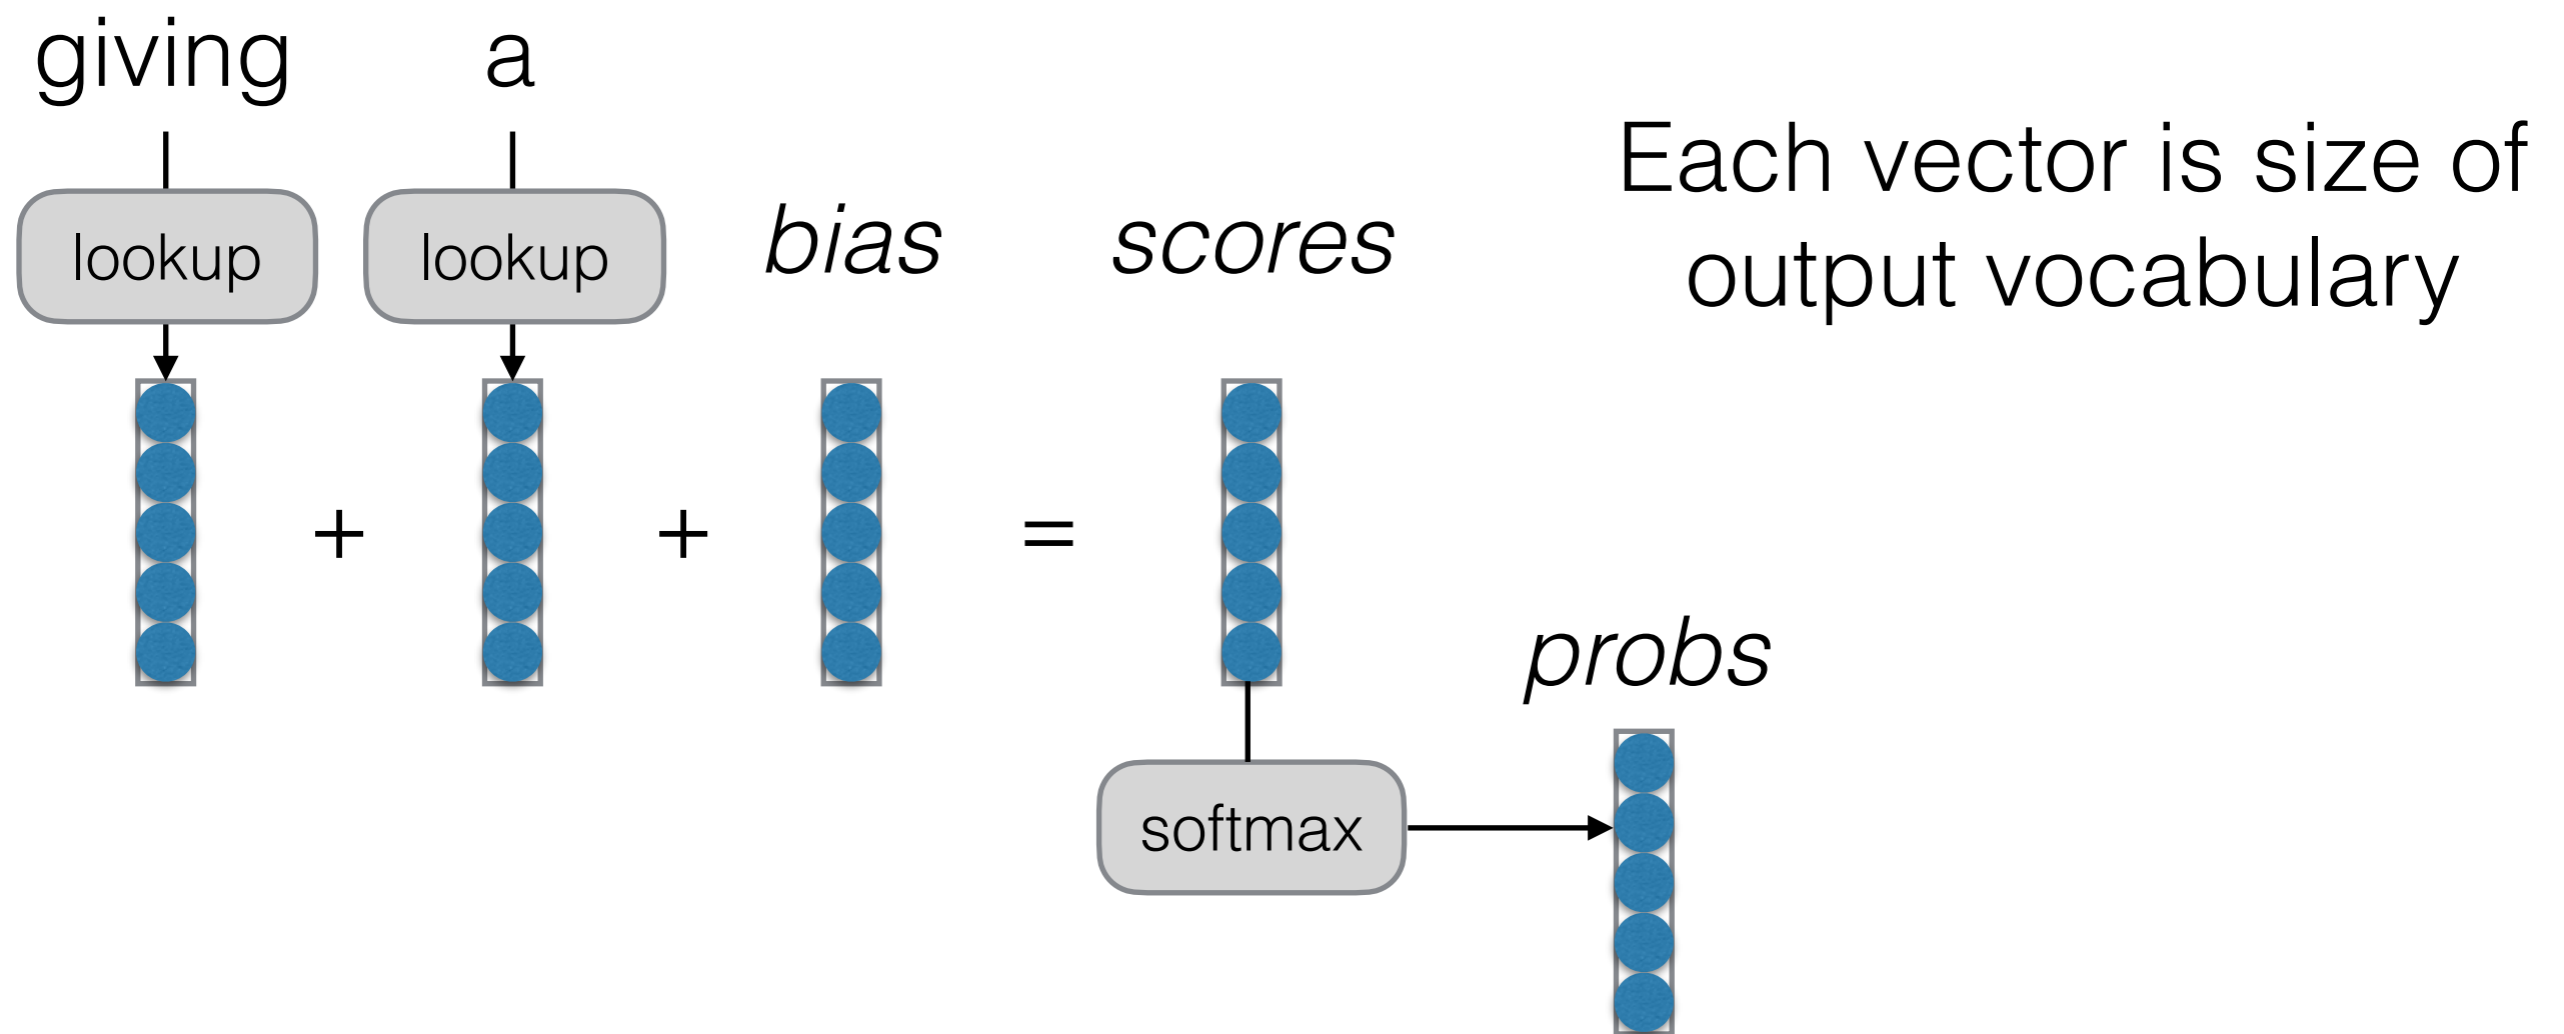 giving a
Each vector is size of
output vocabulary
lookup lookup bias scores
+ + =
probs
softmax